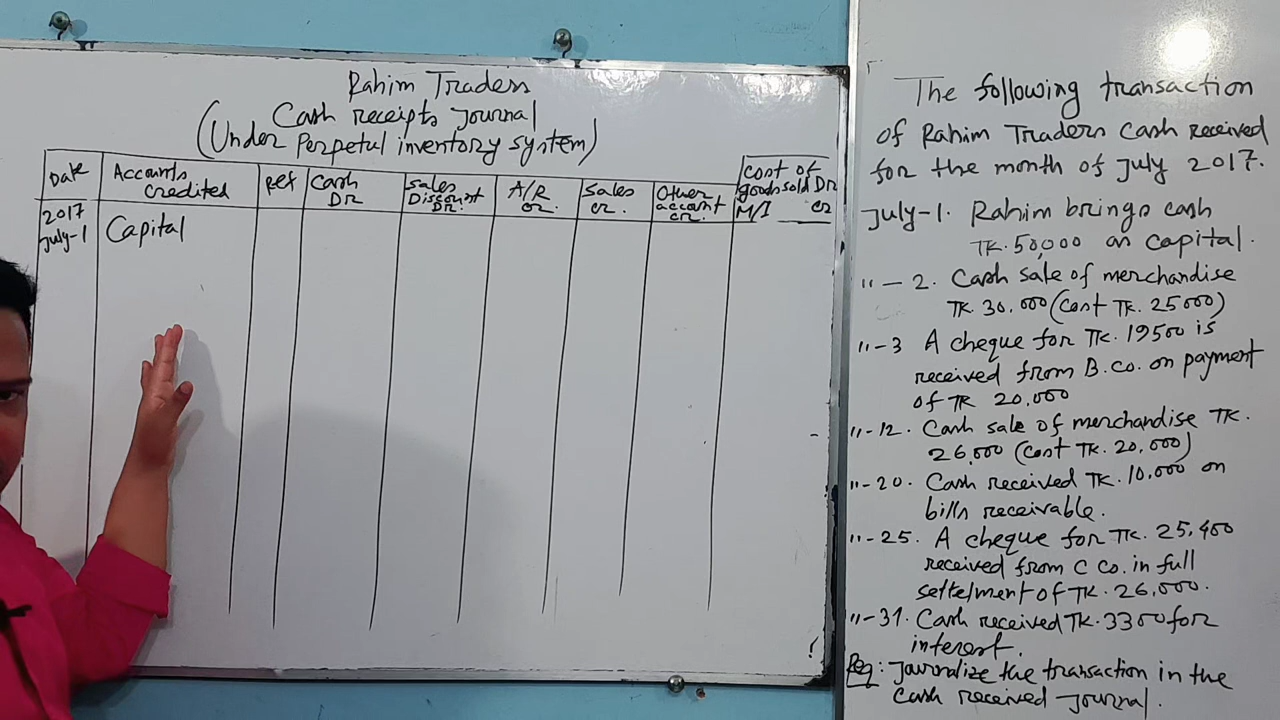 Rahim Traders
Cash receipts Journal
(Under Perpetul inventory system)
Date
Accounts
credited
Ref
Cash
DR
Sales
Discount
DR.
A/R
cr.
Sales
cr.
Other
account
cr.
cost of
goods sold DR
M/I __ cr
2017
July-1
Capital
The following transaction
of Rahim Traders Cash received
for the month of July 2017.
July-1. Rahim brings cash
TK. 50,000 as capital.
"-2. Cash sale of merchandise
TK. 30,000 (cost TK. 25000)
"-3 A cheque for TK. 19500 is
received from B.co. on payment
of TK 20,000
"-12. Cash sale of merchandise TK.
26,000 (cost TK. 20,000)
"-20. Cash received TK. 10,000 on
bills receivable.
"-25. A cheque for TK. 25,400
received from C Co. in full
settelment of TK. 26,000.
"-31. Cash received TK. 3300 for
interest.
Req: Journalize the transaction in the
Cash received Journal.